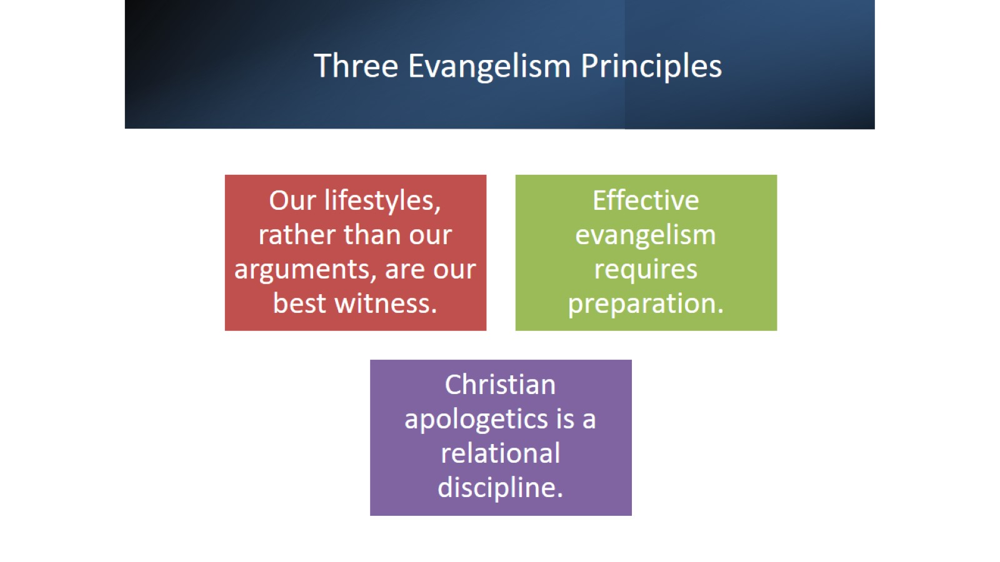 Three Evangelism Principles
Our lifestyles,
rather than our
arguments, are our
best witness.
Effective
evangelism
requires
preparation.
Christian
apologetics is a
relational
discipline.